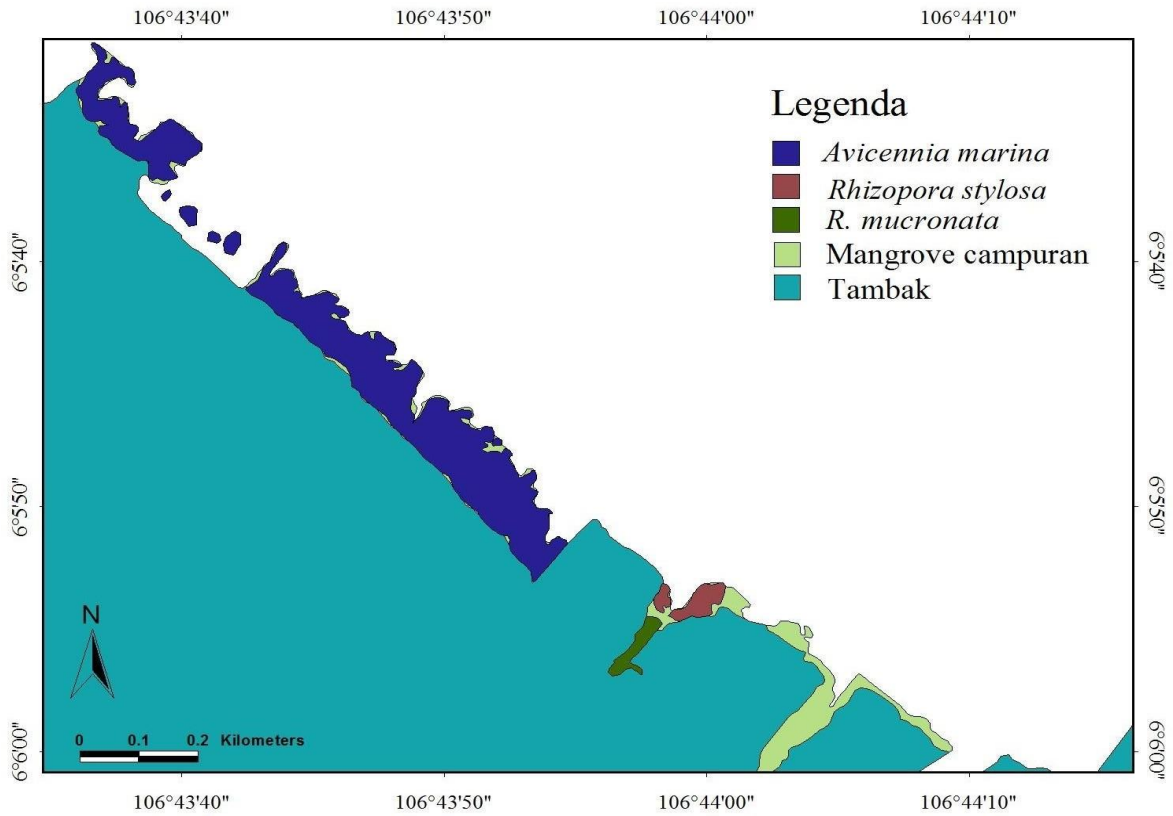 106°43'40" 106°43'50" 106°44'00" 106°44'10"
Legenda
Avicennia marina
Rhizopora stylosa
R. mucronata
Mangrove campuran
Tambak
6°5'40" 6°5'40"
6°5'50" 6°5'50"
N
0 0.1 0.2 Kilometers
6°6'00" 6°6'00"
106°43'40" 106°43'50" 106°44'00" 106°44'10"